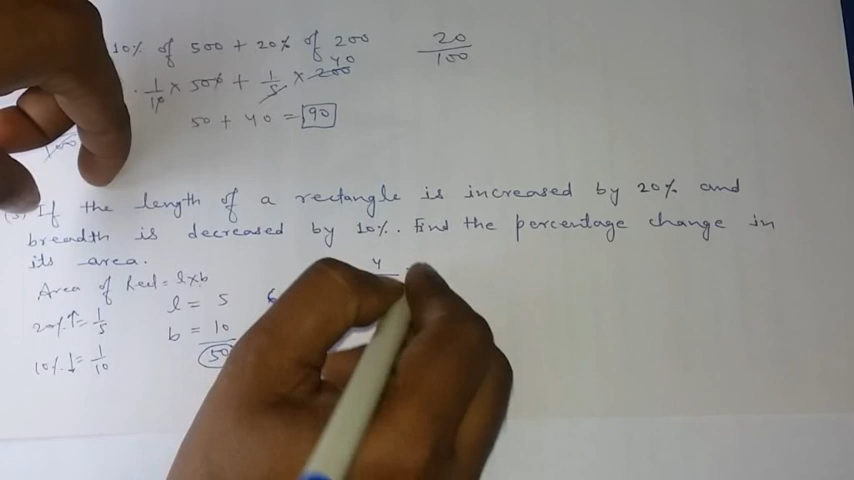 10% of 500 + 20% of 200
20/100
1/10 × 500 + 1/5 × 200 40
50 + 40 = 90
If the length of a rectangle is increased by 20% and
breadth is decreased by 10%. Find the percentage change in
its area.
Area of Rect = l×b
20%↑ = 1/5
l = 5 6
10%↓ = 1/10
b = 10
50
4